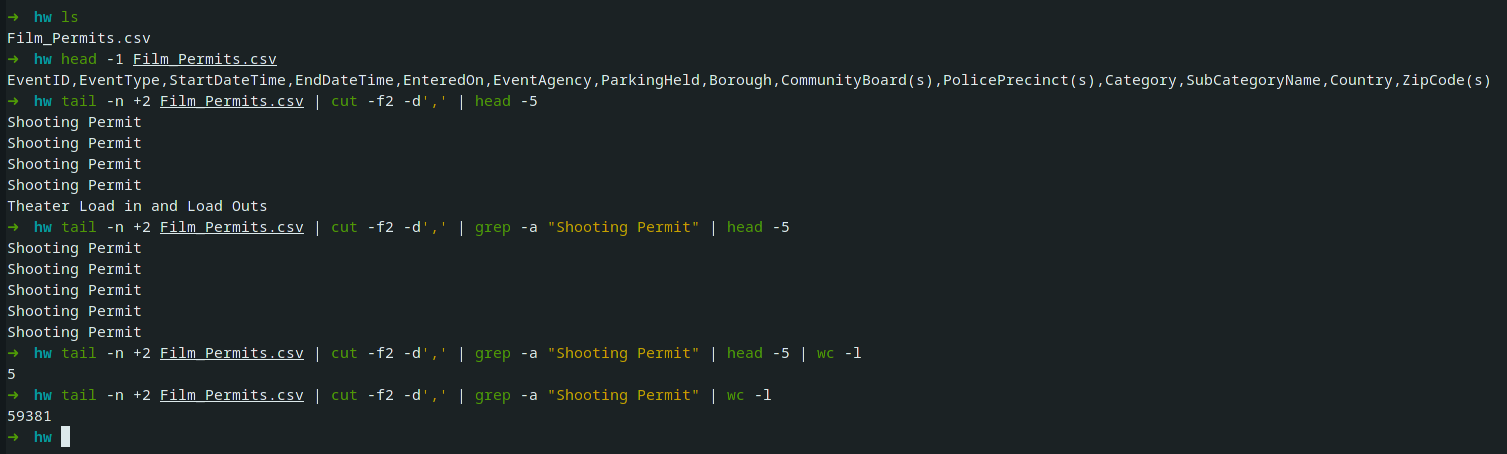 ➜  hw ls
Film_Permits.csv
➜  hw head -1 Film_Permits.csv
EventID,EventType,StartDateTime,EndDateTime,EnteredOn,EventAgency,ParkingHeld,Borough,CommunityBoard(s),PolicePrecinct(s),Category,SubCategoryName,Country,ZipCode(s)
➜  hw tail -n +2 Film_Permits.csv | cut -f2 -d',' | head -5
Shooting Permit
Shooting Permit
Shooting Permit
Shooting Permit
Theater Load in and Load Outs
➜  hw tail -n +2 Film_Permits.csv | cut -f2 -d',' | grep -a "Shooting Permit" | head -5
Shooting Permit
Shooting Permit
Shooting Permit
Shooting Permit
Shooting Permit
➜  hw tail -n +2 Film_Permits.csv | cut -f2 -d',' | grep -a "Shooting Permit" | head -5 | wc -l
5
➜  hw tail -n +2 Film_Permits.csv | cut -f2 -d',' | grep -a "Shooting Permit" | wc -l
59381
➜  hw